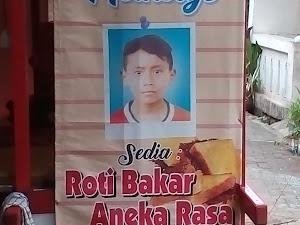 Sedia :
Roti Bakar
Aneka Rasa